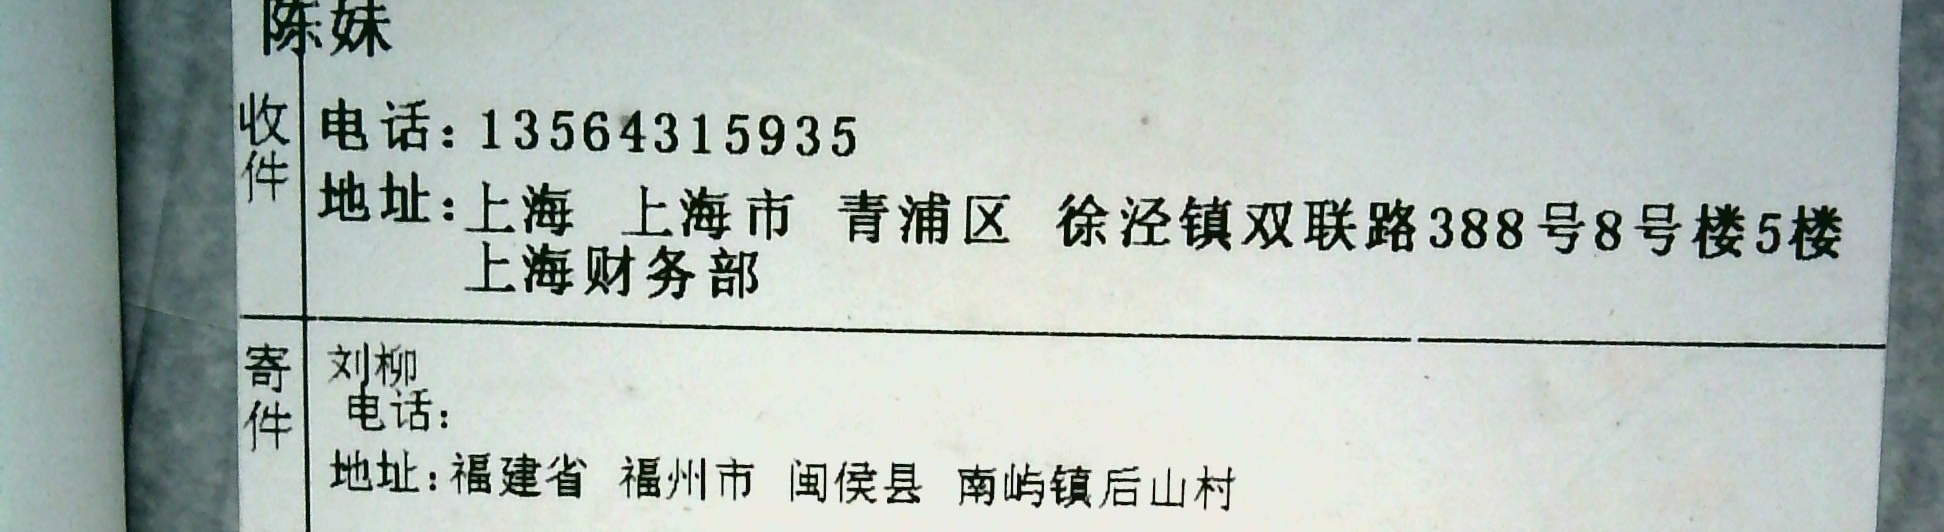 陈妹
收件
电话:13564315935
地址:上海 上海市 青浦区 徐泾镇双联路388号8号楼5楼
上海财务部
寄件
刘柳
电话:
地址:福建省 福州市 闽侯县 南屿镇后山村